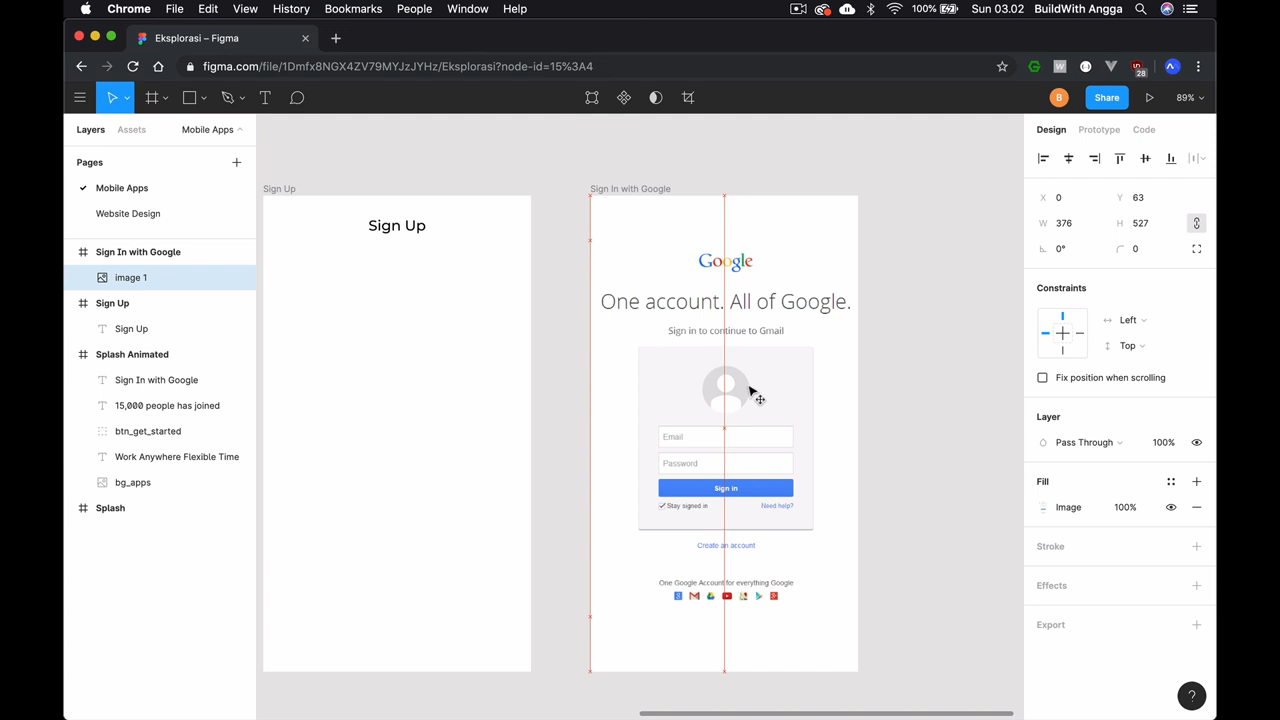 Chrome File Edit View History Bookmarks People Window Help 100% Sun 03.02 BuildWith Angga
Eksplorasi – Figma
figma.com/file/1Dmfx8NGX4ZV79MYJzJYHz/Eksplorasi?node-id=15%3A4 28
B Share 89%
Layers Assets Mobile Apps
Pages
Mobile Apps
Website Design
Sign In with Google
image 1
Sign Up
Sign Up
Splash Animated
Sign In with Google
15,000 people has joined
btn_get_started
Work Anywhere Flexible Time
bg_apps
Splash
Sign Up
Sign Up
Sign In with Google
Google
One account. All of Google.
Sign in to continue to Gmail
Email
Password
Sign in
Stay signed in Need help?
Create an account
One Google Account for everything Google
Design Prototype Code
X 0 Y 63
W 376 H 527
0° 0
Constraints
Left
Top
Fix position when scrolling
Layer
Pass Through 100%
Fill
Image 100%
Stroke
Effects
Export
?